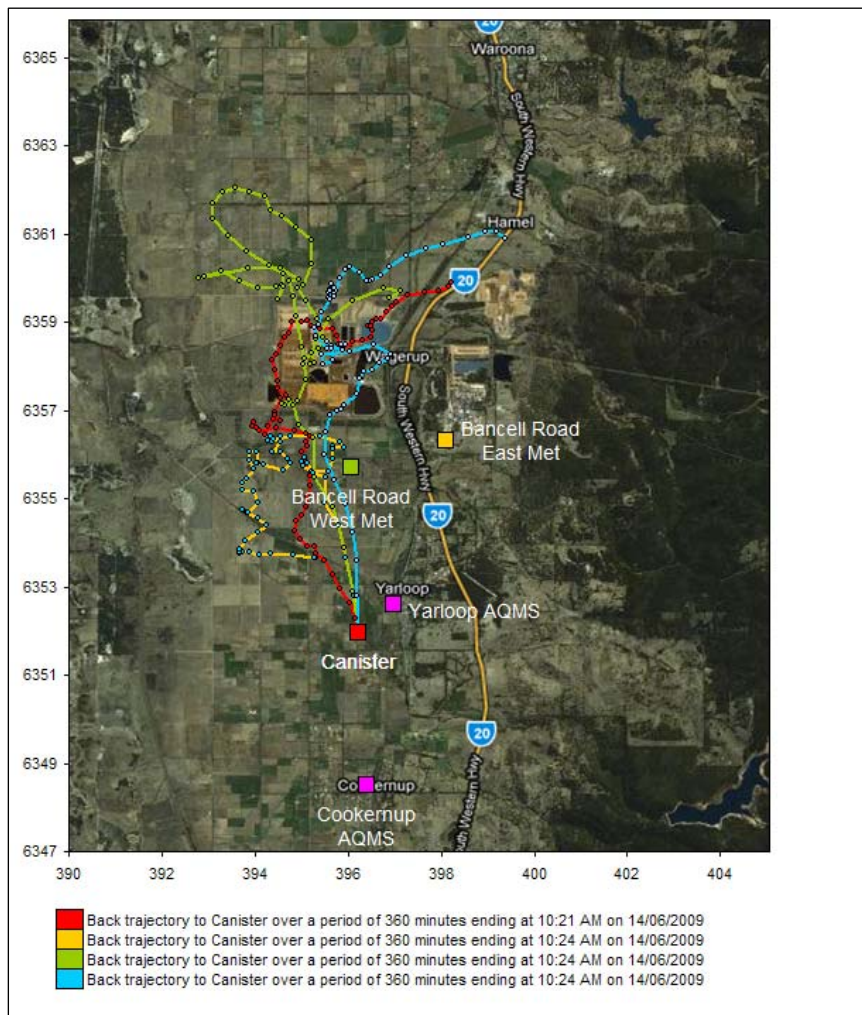 6365
6363
6361
6359
6357
6355
6353
6351
6349
6347
20
Waroona
South Western Hwy
Hamel
20
Wagerup
South Western Hwy
Bancell Road
East Met
Bancell Road
West Met
20
Yarloop
Yarloop AQMS
Canister
20
Cookernup
Cookernup
AQMS
South Western Hwy
390
392
394
396
398
400
402
404
Back trajectory to Canister over a period of 360 minutes ending at 10:21 AM on 14/06/2009
Back trajectory to Canister over a period of 360 minutes ending at 10:24 AM on 14/06/2009
Back trajectory to Canister over a period of 360 minutes ending at 10:24 AM on 14/06/2009
Back trajectory to Canister over a period of 360 minutes ending at 10:24 AM on 14/06/2009